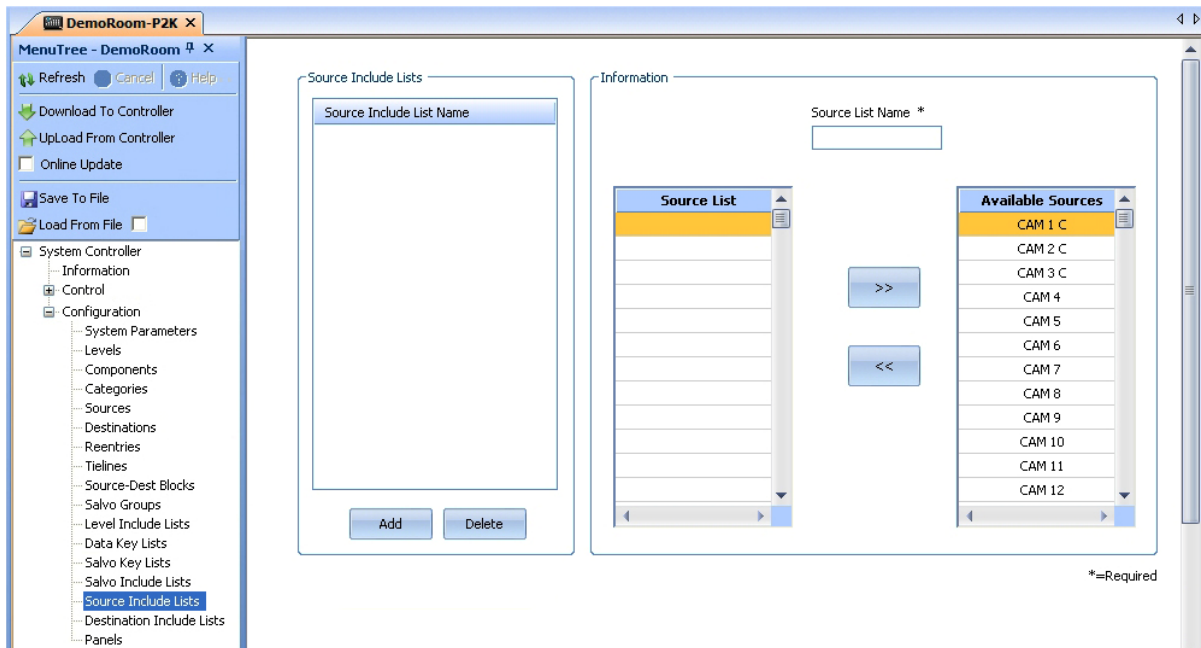 DemoRoom-P2K X
MenuTree - DemoRoom
Refresh Cancel Help
Download To Controller
UpLoad From Controller
Online Update
Save To File
Load From File
System Controller
Information
Control
Configuration
System Parameters
Levels
Components
Categories
Sources
Destinations
Reentries
Tielines
Source-Dest Blocks
Salvo Groups
Level Include Lists
Data Key Lists
Salvo Key Lists
Salvo Include Lists
Source Include Lists
Destination Include Lists
Panels
Source Include Lists
Source Include List Name
Add Delete
Information
Source List Name *
Source List
>>
<<
Available Sources
CAM 1 C
CAM 2 C
CAM 3 C
CAM 4
CAM 5
CAM 6
CAM 7
CAM 8
CAM 9
CAM 10
CAM 11
CAM 12
*=Required